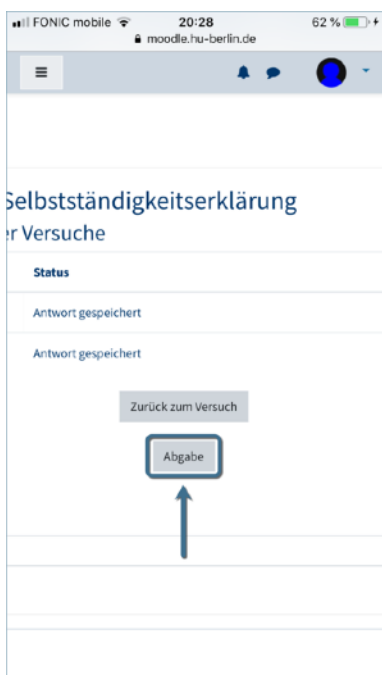 FONIC mobile 20:28 62 %
moodle.hu-berlin.de
Selbstständigkeitserklärung
er Versuche
Status
Antwort gespeichert
Antwort gespeichert
Zurück zum Versuch
Abgabe